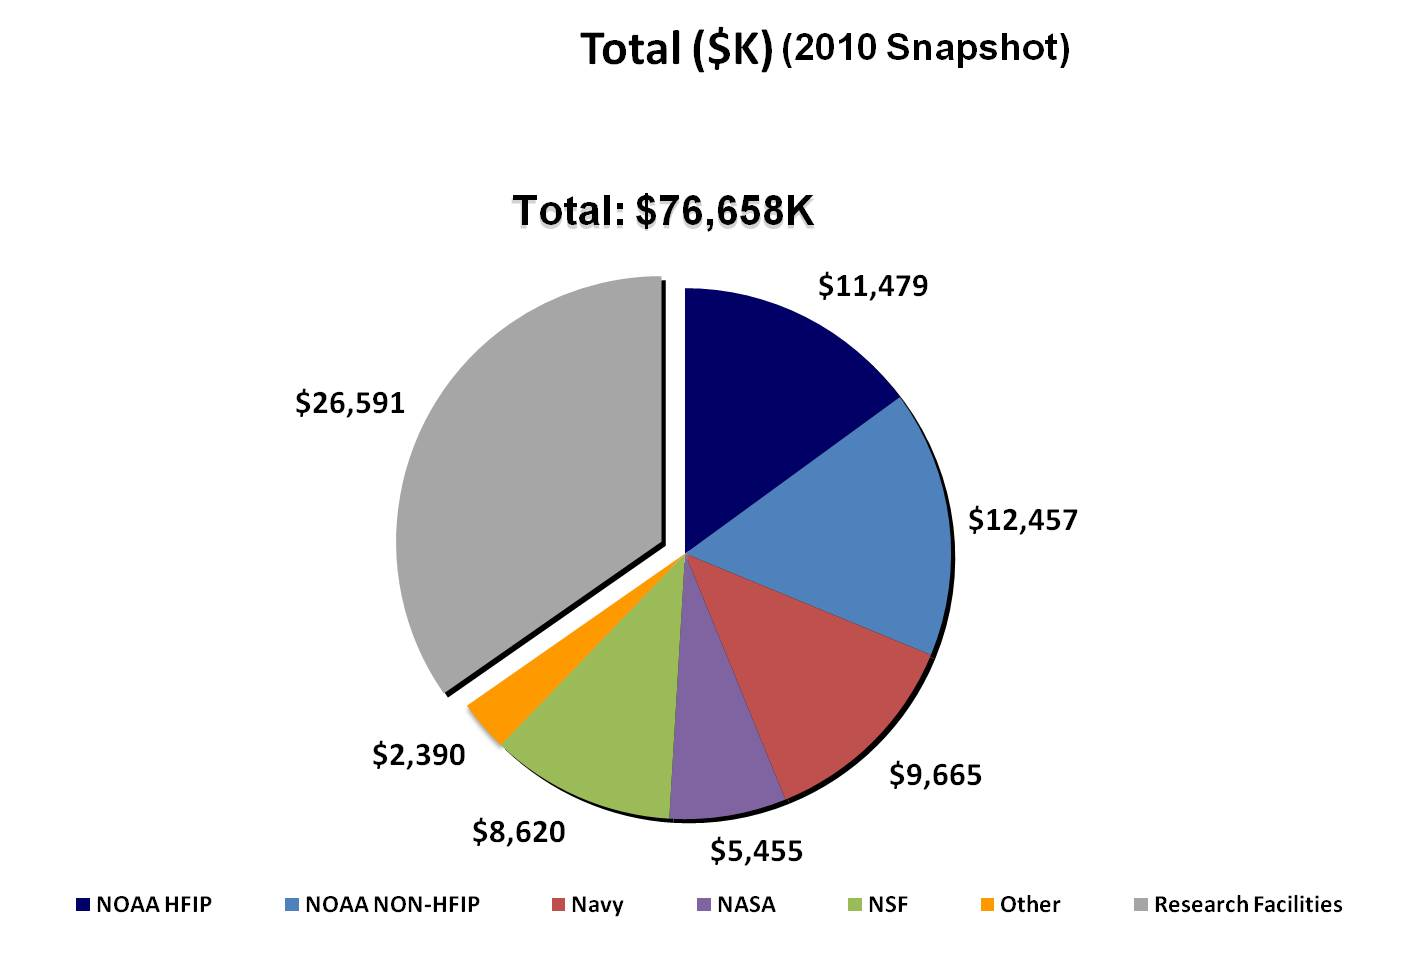 Total ($K) (2010 Snapshot)
Total: $76,658K
$11,479
$26,591
$12,457
$2,390
$9,665
$8,620
$5,455
NOAA HFIP NOAA NON-HFIP Navy NASA NSF Other Research Facilities